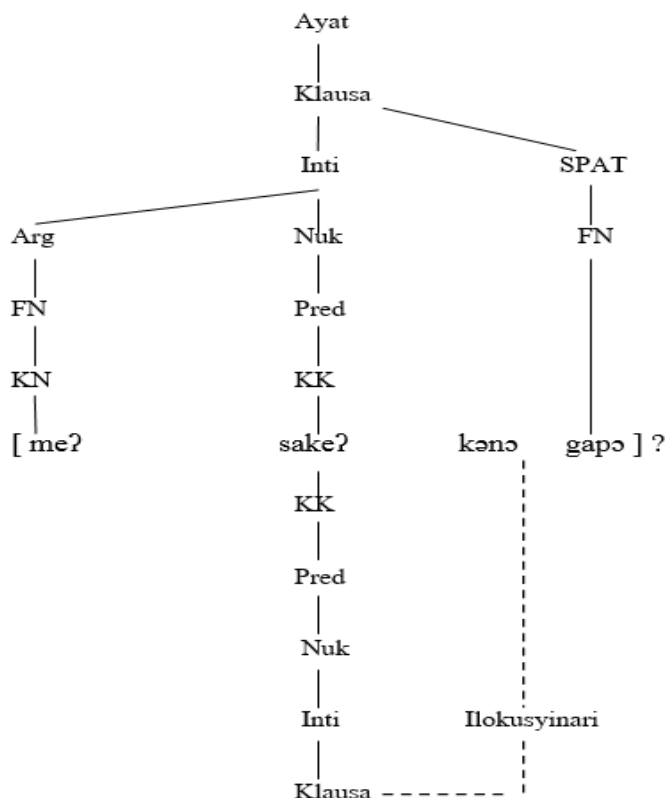 Ayat
Klausa
Inti SPAT
Arg Nuk FN
FN Pred
KN KK
[ meʔ sakeʔ kənɔ gapɔ ] ?
KK
Pred
Nuk
Inti Ilokusyinari
Klausa